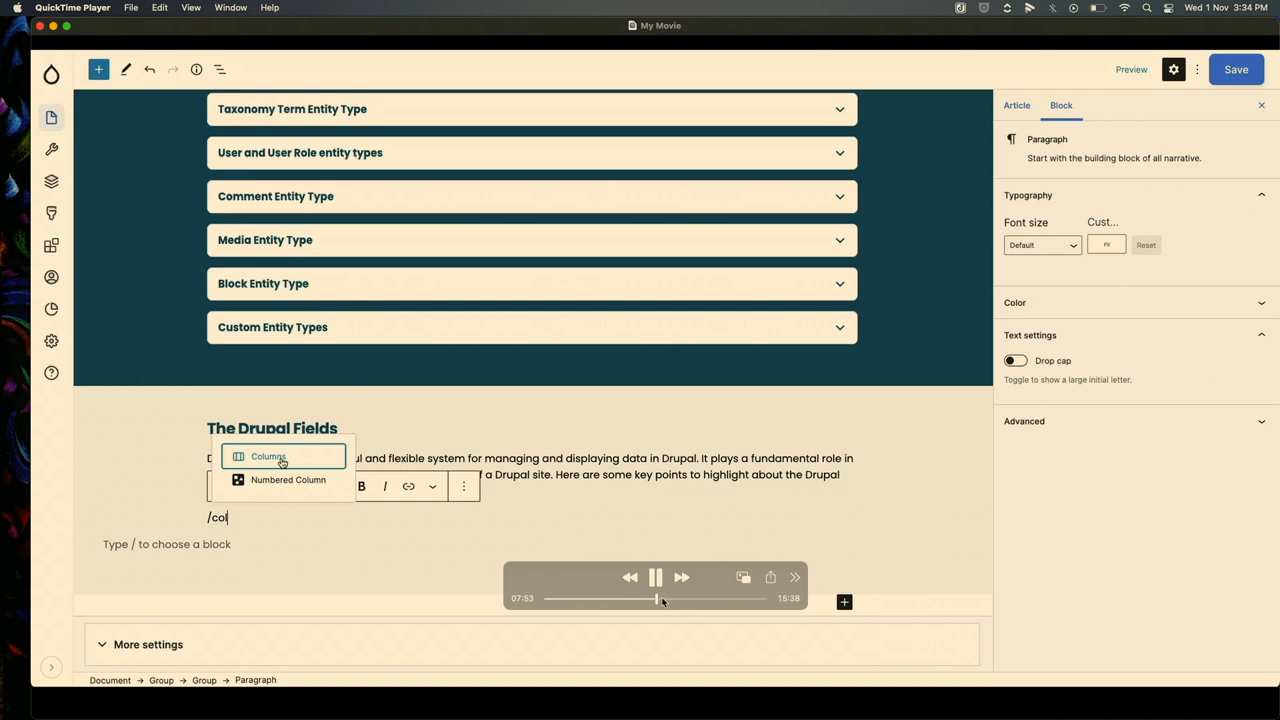 QuickTime Player File Edit View Window Help
Wed 1 Nov 3:34 PM
My Movie
Preview
Save
Taxonomy Term Entity Type
User and User Role entity types
Comment Entity Type
Media Entity Type
Block Entity Type
Custom Entity Types
The Drupal Fields
D
ul and flexible system for managing and displaying data in Drupal. It plays a fundamental role in
f a Drupal site. Here are some key points to highlight about the Drupal
Columns
Numbered Column
B I
/col
Type / to choose a block
07:53
15:38
More settings
Document → Group → Group → Paragraph
Article Block
Paragraph
Start with the building block of all narrative.
Typography
Font size Cust...
Default PX Reset
Color
Text settings
Drop cap
Toggle to show a large initial letter.
Advanced